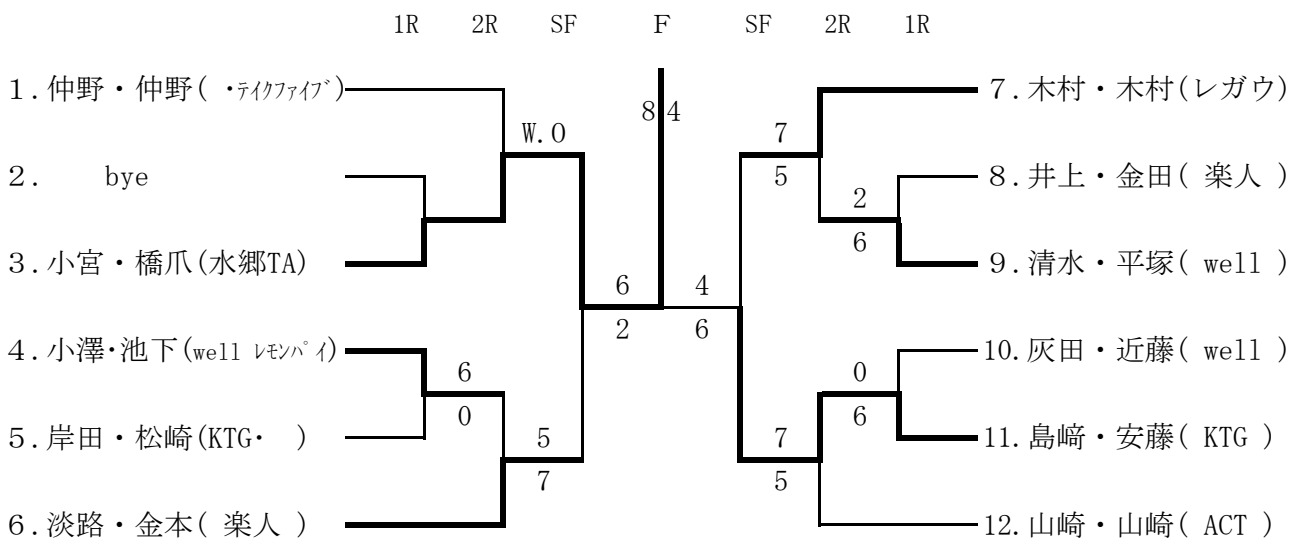 1R 2R SF F SF 2R 1R
1.仲野・仲野( ・ﾃｲｸﾌｧｲﾌﾞ)
8 4
7.木村・木村(レガウ)
W.O
7
5
2. bye
8.井上・金田( 楽人 )
2
6
3.小宮・橋爪(水郷TA)
9.清水・平塚( well )
6
2
4
6
4.小澤・池下(well ﾚﾓﾝﾊﾟｲ)
10.灰田・近藤( well )
6
0
0
6
5.岸田・松崎(KTG・ )
11.島﨑・安藤( KTG )
5
7
7
5
6.淡路・金本( 楽人 )
12.山崎・山崎( ACT )